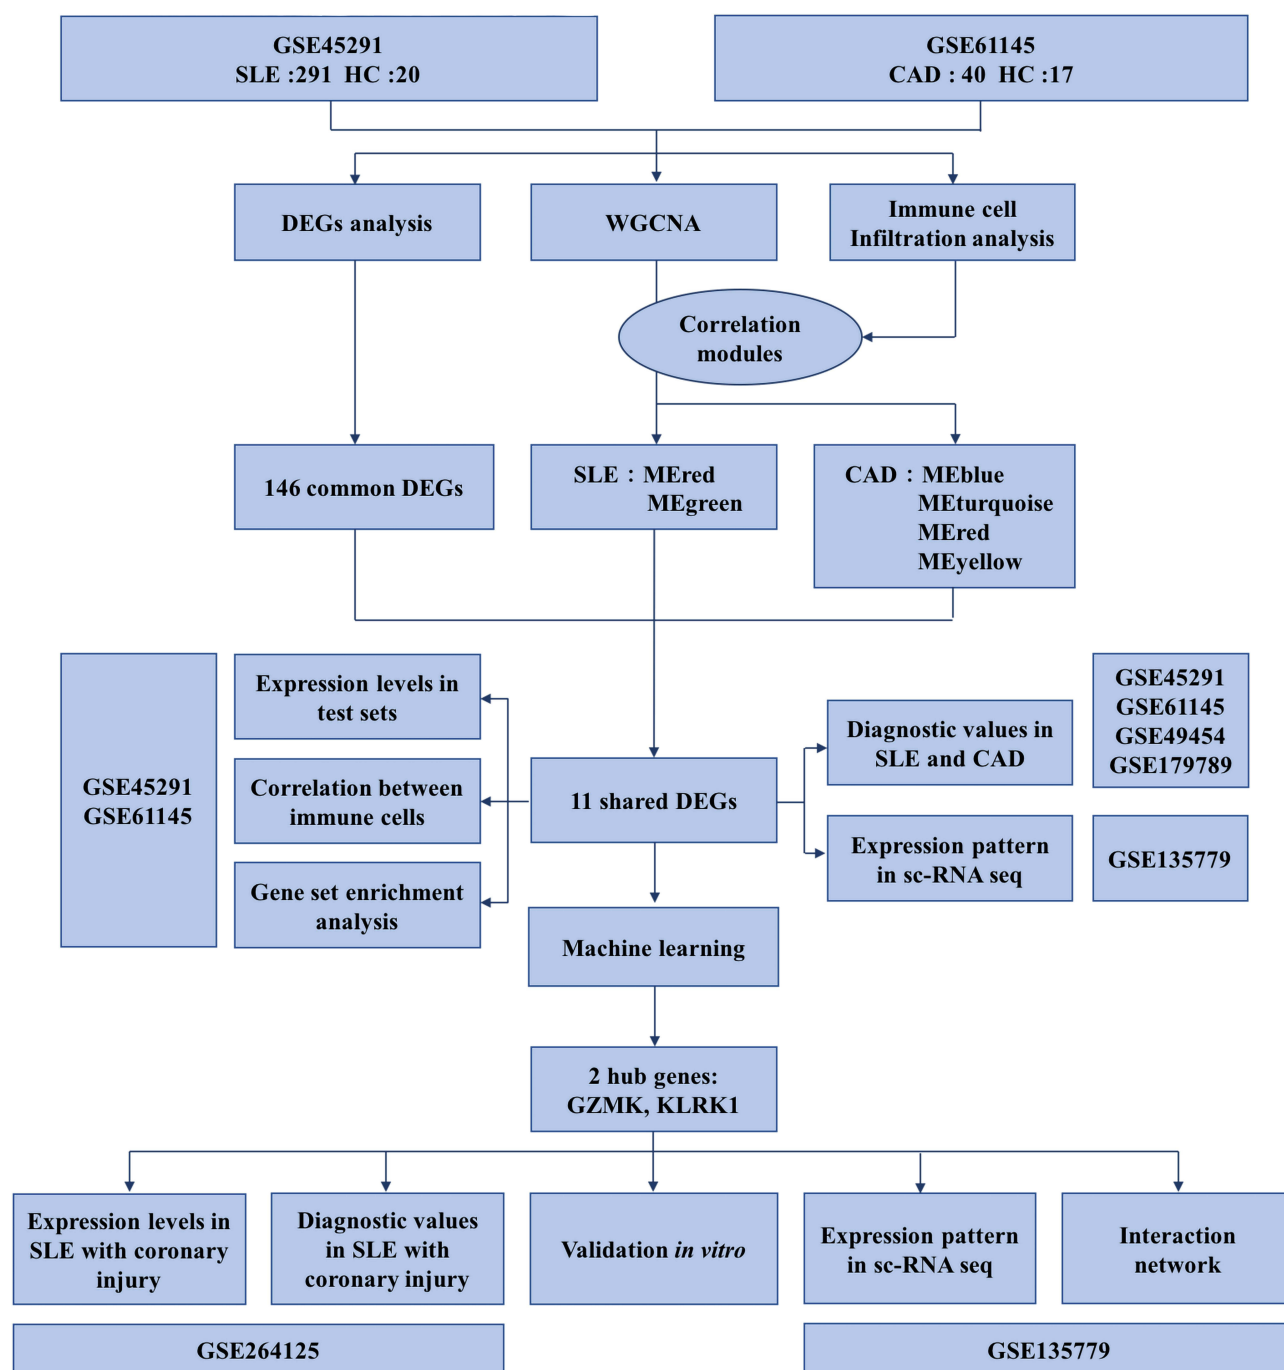 GSE45291
SLE :291 HC :20
GSE61145
CAD : 40 HC :17
DEGs analysis
WGCNA
Immune cell
Infiltration analysis
Correlation
modules
146 common DEGs
SLE：MEred
MEgreen
CAD：MEblue
MEturquoise
MEred
MEyellow
GSE45291
GSE61145
Expression levels in
test sets
Correlation between
immune cells
Gene set enrichment
analysis
11 shared DEGs
Diagnostic values in
SLE and CAD
Expression pattern
in sc-RNA seq
GSE45291
GSE61145
GSE49454
GSE179789
GSE135779
Machine learning
2 hub genes:
GZMK, KLRK1
Expression levels in
SLE with coronary
injury
Diagnostic values
in SLE with
coronary injury
Validation in vitro
Expression pattern
in sc-RNA seq
Interaction
network
GSE264125
GSE135779